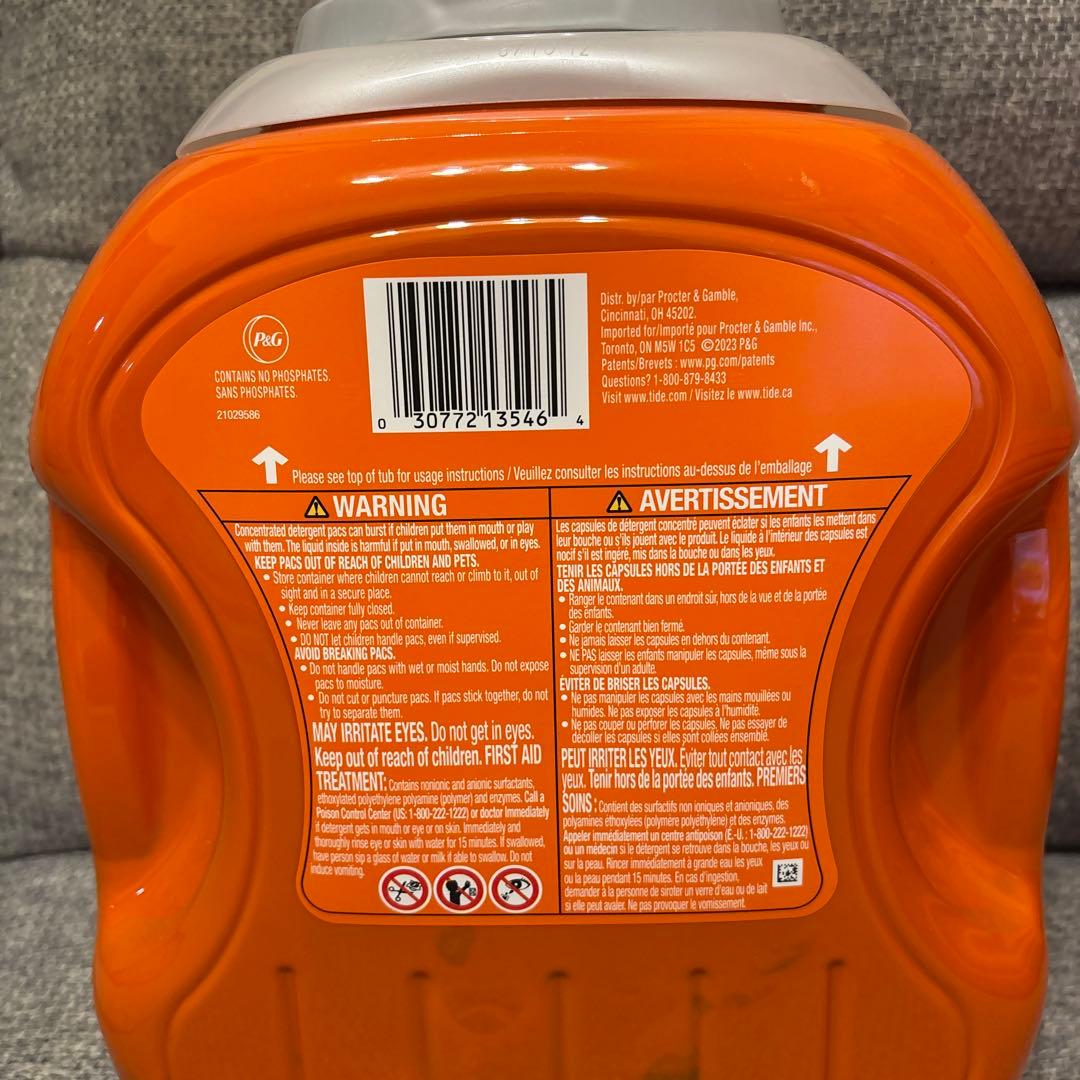 P&G
CONTAINS NO PHOSPHATES.
SANS PHOSPHATES.
21029586
0 30772 13546 4
Distr. by/par Procter & Gamble,
Cincinnati, OH 45202.
Imported for/Importé pour Procter & Gamble Inc.,
Toronto, ON M5W 1C5 ©2023 P&G
Patents/Brevets : www.pg.com/patents
Questions? 1-800-879-8433
Visit www.tide.com / Visitez le www.tide.ca
Please see top of tub for usage instructions / Veuillez consulter les instructions au-dessus de l'emballage
WARNING
Concentrated detergent pacs can burst if children put them in mouth or play
with them. The liquid inside is harmful if put in mouth, swallowed, or in eyes.
KEEP PACS OUT OF REACH OF CHILDREN AND PETS.
• Store container where children cannot reach or climb to it, out of
sight and in a secure place.
• Keep container fully closed.
• Never leave any pacs out of container.
• DO NOT let children handle pacs, even if supervised.
AVOID BREAKING PACS.
• Do not handle pacs with wet or moist hands. Do not expose
pacs to moisture.
• Do not cut or puncture pacs. If pacs stick together, do not
try to separate them.
MAY IRRITATE EYES. Do not get in eyes.
Keep out of reach of children. FIRST AID
TREATMENT: Contains nonionic and anionic surfactants,
ethoxylated polyethylene polyamine (polymer) and enzymes. Call a
Poison Control Center (US: 1-800-222-1222) or doctor immediately
if detergent gets in mouth or eye or on skin. Immediately and
thoroughly rinse eye or skin with water for 15 minutes. If swallowed,
have person sip a glass of water or milk if able to swallow. Do not
induce vomiting.
AVERTISSEMENT
Les capsules de détergent concentré peuvent éclater si les enfants les mettent dans
leur bouche ou s'ils jouent avec le produit. Le liquide à l'intérieur des capsules est
nocif s'il est ingéré, mis dans la bouche ou dans les yeux.
TENIR LES CAPSULES HORS DE LA PORTÉE DES ENFANTS ET
DES ANIMAUX.
• Ranger le contenant dans un endroit sûr, hors de la vue et de la portée
des enfants.
• Garder le contenant bien fermé.
• Ne jamais laisser les capsules en dehors du contenant.
• NE PAS laisser les enfants manipuler les capsules, même sous la
supervision d'un adulte.
ÉVITER DE BRISER LES CAPSULES.
• Ne pas manipuler les capsules avec les mains mouillées ou
humides. Ne pas exposer les capsules à l'humidité.
• Ne pas couper ou perforer les capsules. Ne pas essayer de
décoller les capsules si elles sont collées ensemble.
PEUT IRRITER LES YEUX. Éviter tout contact avec les
yeux. Tenir hors de la portée des enfants. PREMIERS
SOINS : Contient des surfactifs non ioniques et anioniques, des
polyamines éthoxylées (polymère polyéthylène) et des enzymes.
Appeler immédiatement un centre antipoison (É.-U. : 1-800-222-1222)
ou un médecin si le détergent se retrouve dans la bouche, les yeux ou
sur la peau. Rincer immédiatement à grande eau les yeux
ou la peau pendant 15 minutes. En cas d'ingestion,
demander à la personne de siroter un verre d'eau ou de lait
si elle peut avaler. Ne pas provoquer le vomissement.